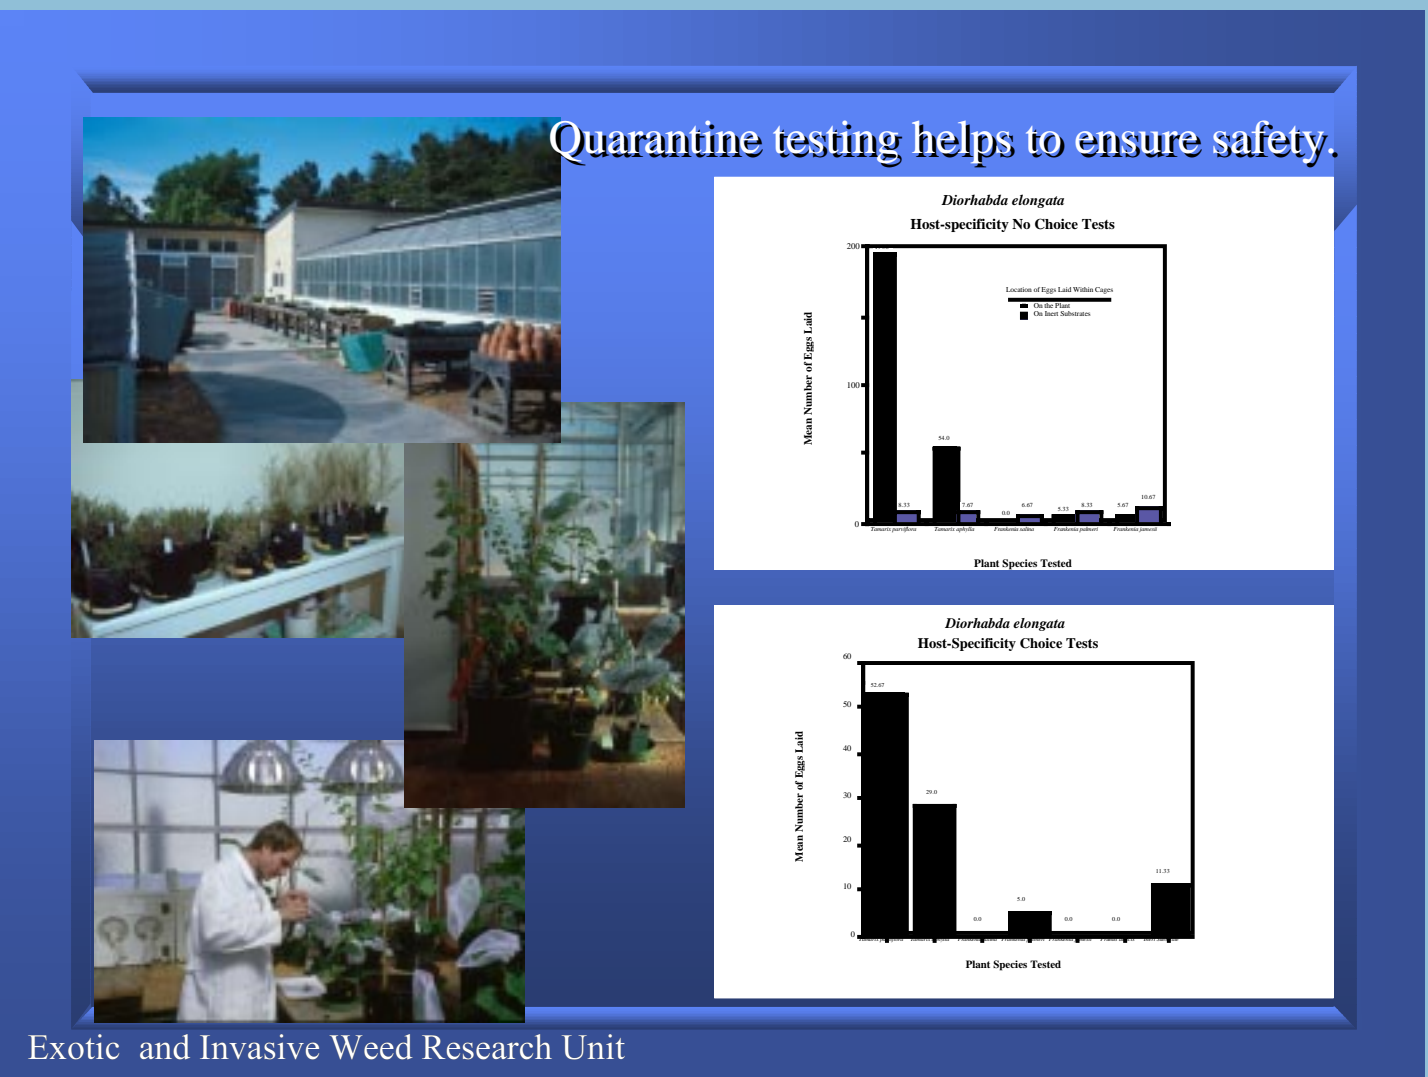 Quarantine testing helps to ensure safety.
Diorhabda elongata
Host-specificity No Choice Tests
200
100
0
Mean Number of Eggs Laid
Location of Eggs Laid Within Cages
On the Plant
On Inert Substrates
8.33
54.0
7.67
0.0
6.67
5.33
8.33
5.67
10.67
Tamarix parviflora
Tamarix aphylla
Frankenia salina
Frankenia palmeri
Frankenia jamesii
Plant Species Tested
Diorhabda elongata
Host-Specificity Choice Tests
60
50
40
30
20
10
0
Mean Number of Eggs Laid
52.67
29.0
0.0
5.0
0.0
0.0
11.33
Plant Species Tested
Exotic and Invasive Weed Research Unit